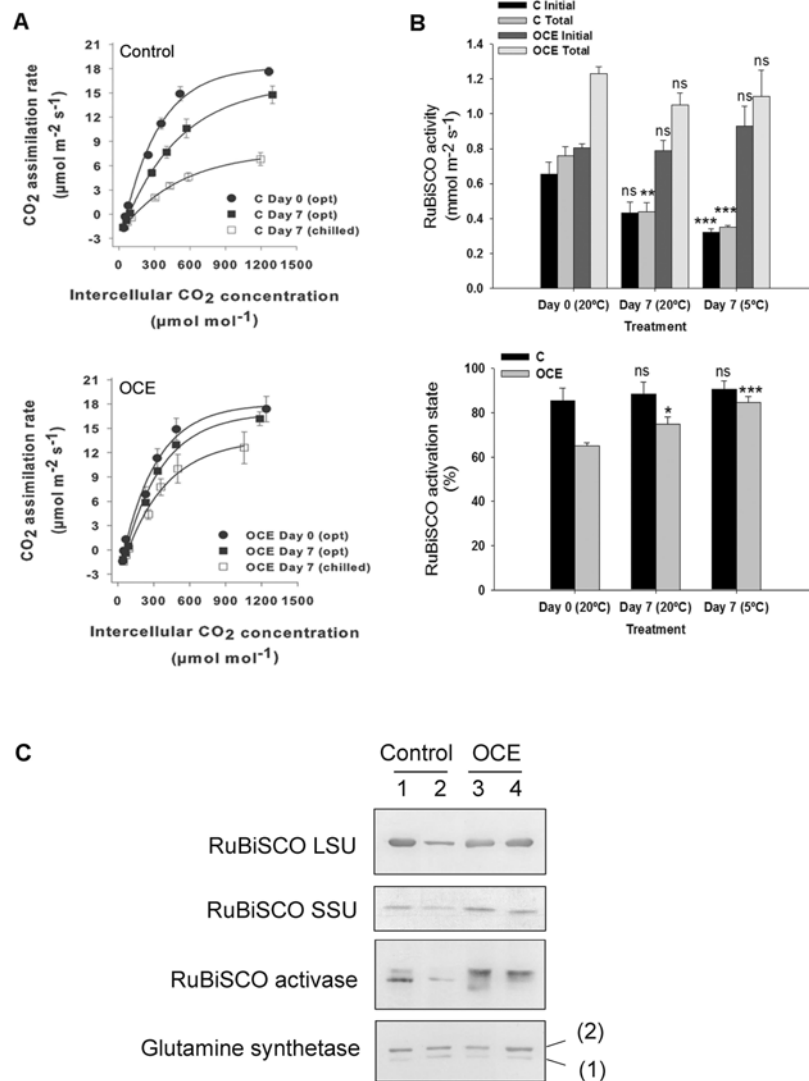 A
Control
CO2 assimilation rate
(µmol m-2 s-1)
21
18
15
12
9
6
3
0
-3
C Day 0 (opt)
C Day 7 (opt)
C Day 7 (chilled)
0 300 600 900 1200 1500
Intercellular CO2 concentration
(µmol mol-1)
OCE
CO2 assimilation rate
(µmol m-2 s-1)
21
18
15
12
9
6
3
0
-3
OCE Day 0 (opt)
OCE Day 7 (opt)
OCE Day 7 (chilled)
0 300 600 900 1200 1500
Intercellular CO2 concentration
(µmol mol-1)
B
C Initial
C Total
OCE Initial
OCE Total
RuBiSCO activity
(mmol m-2 s-1)
1.4
1.2
1.0
0.8
0.6
0.4
0.2
0.0
ns ** ns ns
*** *** ns ns
Day 0 (20ºC) Day 7 (20ºC) Day 7 (5ºC)
Treatment
C
OCE
RuBiSCO activation state
(%)
100
80
60
40
20
0
ns * ns ***
Day 0 (20ºC) Day 7 (20ºC) Day 7 (5ºC)
Treatment
C
Control OCE
1 2 3 4
RuBiSCO LSU
RuBiSCO SSU
RuBiSCO activase
Glutamine synthetase
(2)
(1)